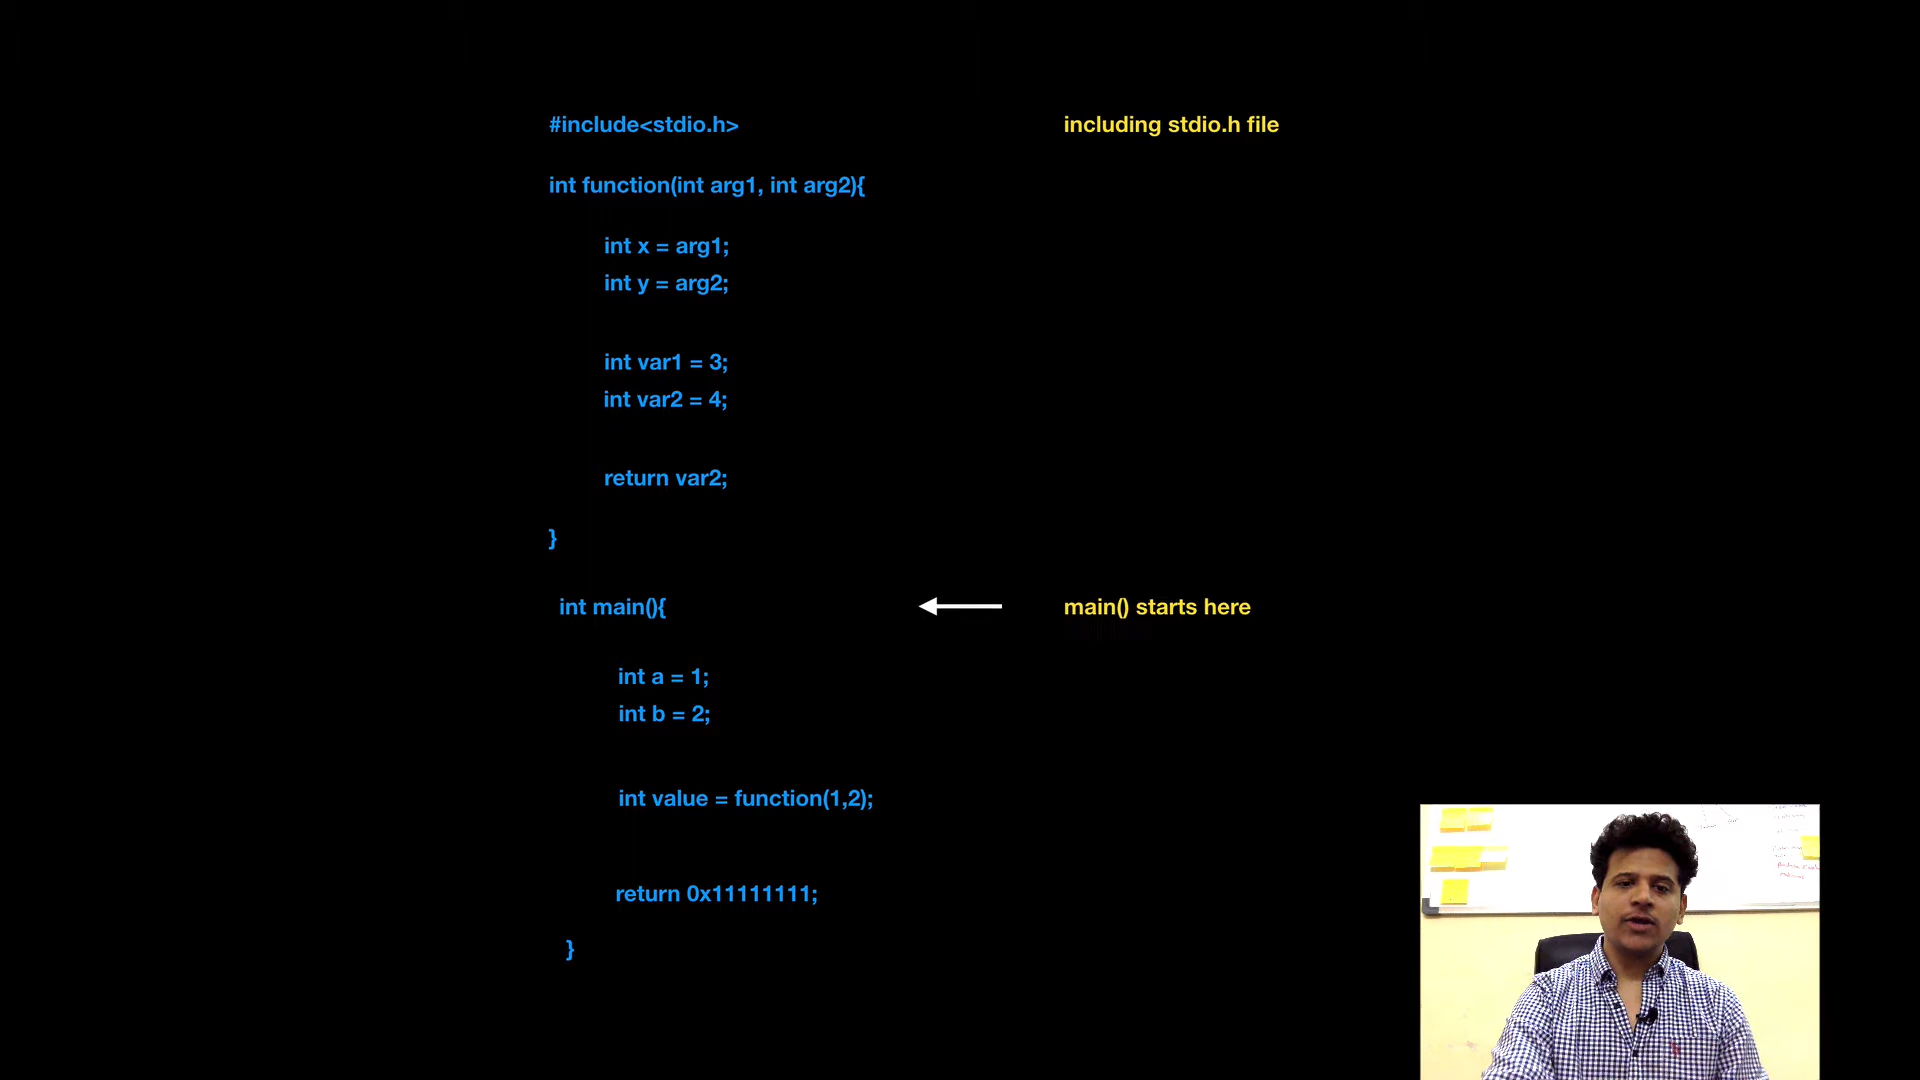 #include<stdio.h>
including stdio.h file
int function(int arg1, int arg2){
int x = arg1;
int y = arg2;
int var1 = 3;
int var2 = 4;
return var2;
}
int main(){
main() starts here
int a = 1;
int b = 2;
int value = function(1,2);
return 0x11111111;
}